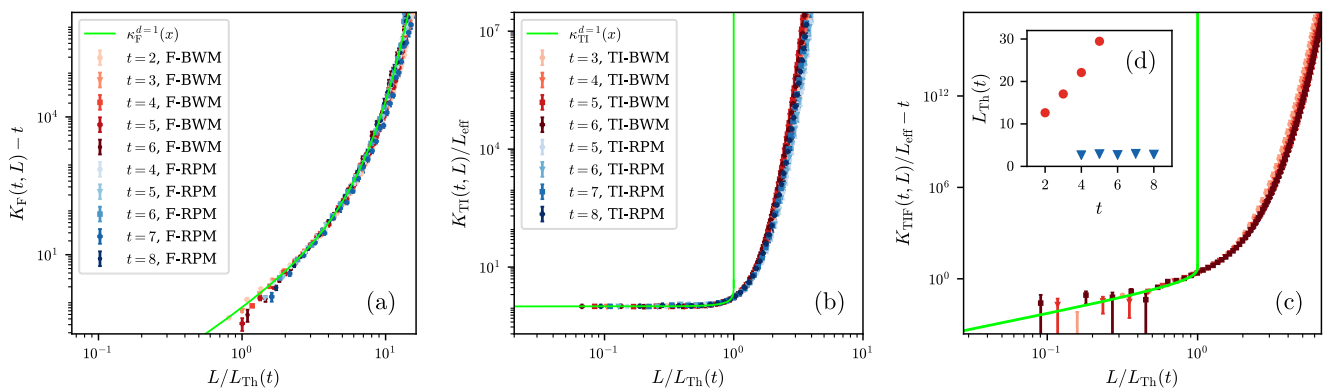 K_F(t, L) − t
10^4
10^1
κ_F^{d=1}(x)
t = 2, F-BWM
t = 3, F-BWM
t = 4, F-BWM
t = 5, F-BWM
t = 6, F-BWM
t = 4, F-RPM
t = 5, F-RPM
t = 6, F-RPM
t = 7, F-RPM
t = 8, F-RPM
(a)
10^{−1} 10^0 10^1
L/L_Th(t)
K_TI(t, L)/L_eff
10^7
10^4
10^1
κ_TI^{d=1}(x)
t = 3, TI-BWM
t = 4, TI-BWM
t = 5, TI-BWM
t = 6, TI-BWM
t = 5, TI-RPM
t = 6, TI-RPM
t = 7, TI-RPM
t = 8, TI-RPM
(b)
10^{−1} 10^0 10^1
L/L_Th(t)
K_TIF(t, L)/L_eff − t
10^{12}
10^6
10^0
L_Th(t)
30
20
10
0
(d)
2 4 6 8
t
(c)
10^{−1} 10^0
L/L_Th(t)